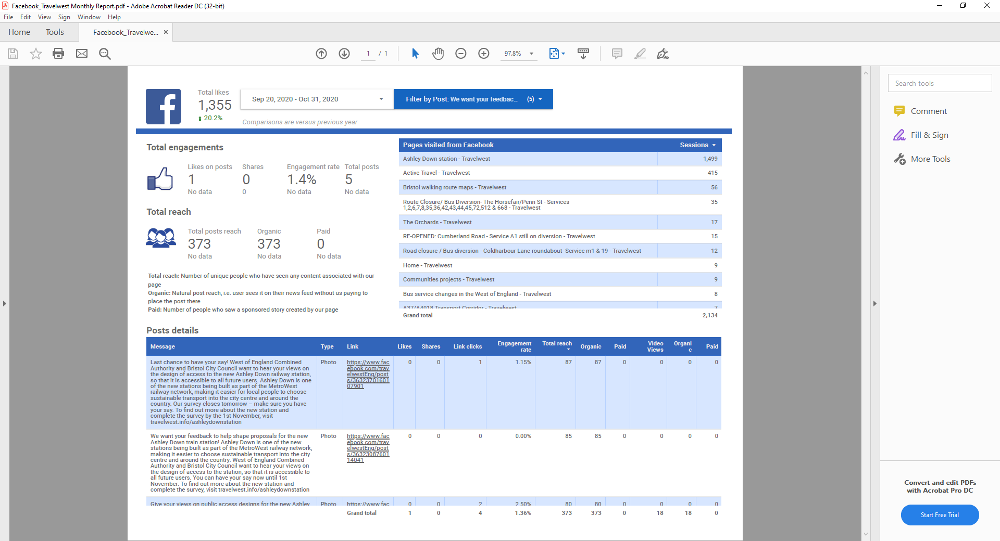 Facebook_Travelwest Monthly Report.pdf - Adobe Acrobat Reader DC (32-bit)
File Edit View Sign Window Help
Home Tools Facebook_Travelwe... ×
1 / 1 97.8%
Search tools
Comment
Fill & Sign
More Tools
Convert and edit PDFs
with Acrobat Pro DC
Start Free Trial
Total likes
1,355
20.2%
Sep 20, 2020 - Oct 31, 2020
Filter by Post: We want your feedbac... (5)
Comparisons are versus previous year
Total engagements
Likes on posts Shares Engagement rate Total posts
1 0 1.4% 5
No data 0 No data No data
Total reach
Total posts reach Organic Paid
373 373 0
No data No data No data
Total reach: Number of unique people who have seen any content associated with our
page
Organic: Natural post reach, i.e. user sees it on their news feed without us paying to
place the post there
Paid: Number of people who saw a sponsored story created by our page
Pages visited from Facebook Sessions
Ashley Down station - Travelwest 1,499
Active Travel - Travelwest 415
Bristol walking route maps - Travelwest 56
Route Closure/ Bus Diversion- The Horsefair/Penn St - Services 35
1,2,6,7,8,35,36,42,43,44,45,72,512 & 668 - Travelwest
The Orchards - Travelwest 17
RE-OPENED: Cumberland Road - Service A1 still on diversion - Travelwest 15
Road closure / Bus diversion - Coldharbour Lane roundabout- Service m1 & 19 - Travelwest 12
Home - Travelwest 9
Communities projects - Travelwest 9
Bus service changes in the West of England - Travelwest 8
A37/A4018 Transport Corridor - Travelwest 7
Grand total 2,134
Posts details
Message Type Link Likes Shares Link clicks Engagement
rate Total reach Organic Paid Video
Views Organi
c Paid
Last chance to have your say! West of England Combined Photo https://www.fac 0 0 1 1.15% 87 87 0 0 0 0
Authority and Bristol City Council want to hear your views on ebook.com/trav
the design of access to the new Ashley Down railway station, elwestEng/post
so that it is accessible to all future users. Ashley Down is one s/36323701601
of the new stations being built as part of the MetroWest 07901
railway network, making it easier for local people to choose
sustainable transport into the city centre and around the
country. Our survey closes tomorrow – make sure you have
your say. To find out more about the new station and
complete the survey by the 1st November, visit
travelwest.info/ashleydownstation
We want your feedback to help shape proposals for the new Photo https://www.fac 0 0 0 0.00% 85 85 0 0 0 0
Ashley Down train station! Ashley Down is one of the new ebook.com/trav
stations being built as part of the MetroWest railway network, elwestEng/post
making it easier to choose sustainable transport into the city s/36323087601
centre and around the country. West of England Combined 14041
Authority and Bristol City Council want to hear your views on
the design of access to the station, so that it is accessible to
all future users. You can have your say now until 1st
November. To find out more about the new station and
complete the survey, visit travelwest.info/ashleydownstation
Give your views on public access designs for the new Ashley Photo https://www.fac 0 0 2 2.50% 80 80 0 0 0 0
Grand total 1 0 4 1.36% 373 373 0 18 18 0